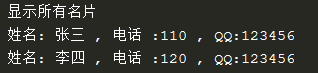 显示所有名片
姓名: 张三 , 电话 :110 , QQ:123456
姓名: 李四 , 电话 :120 , QQ:123456